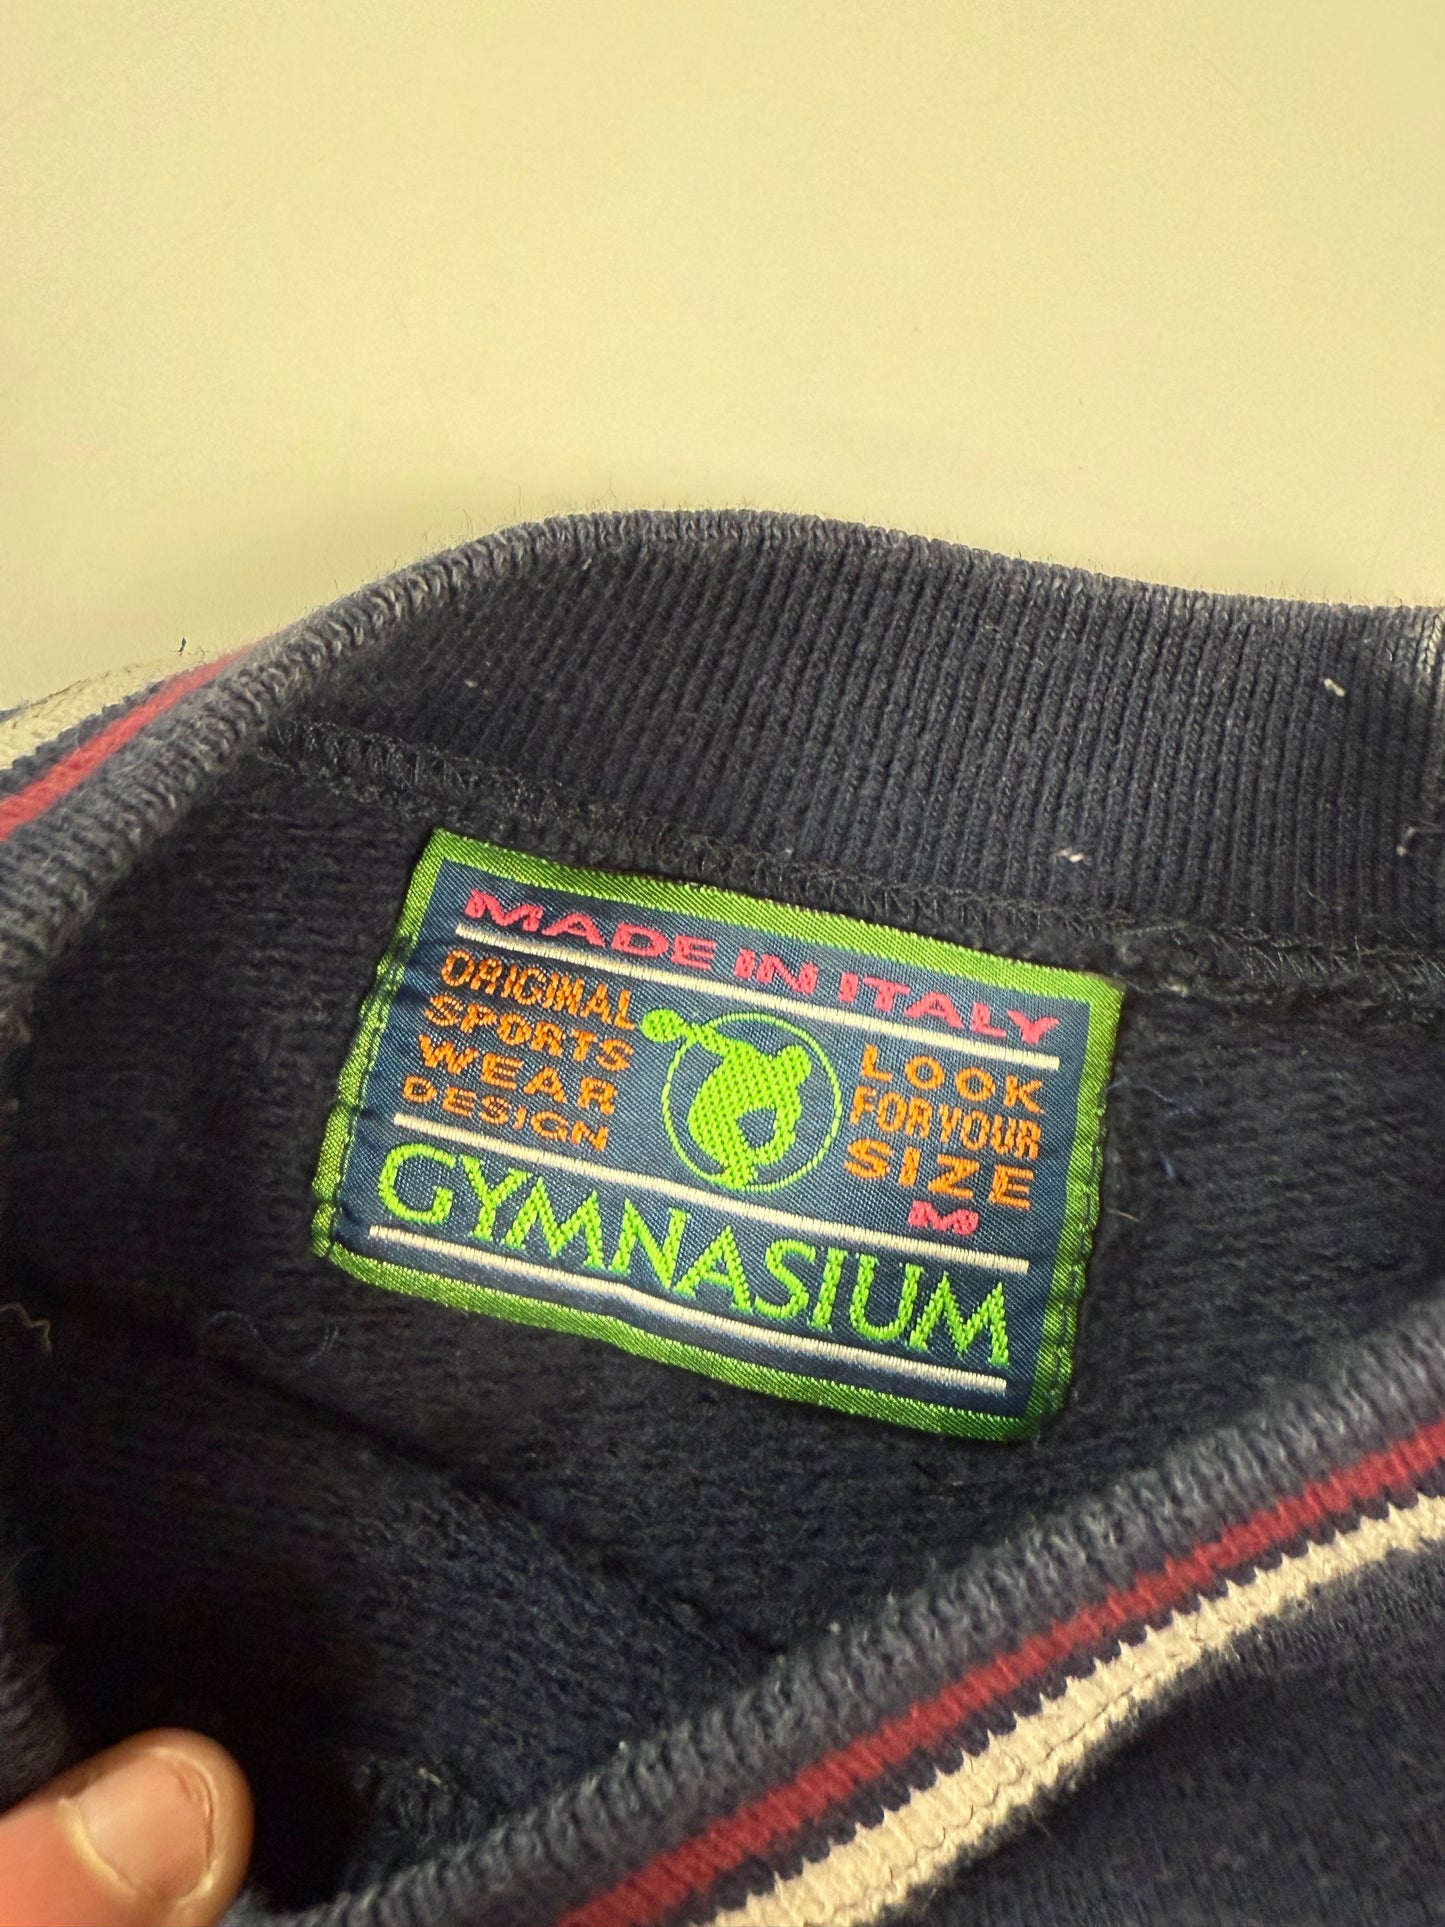 MADE IN ITALY
ORIGINAL
SPORTS
WEAR
DESIGN
LOOK
FOR YOUR
SIZE
M
GYMNASIUM